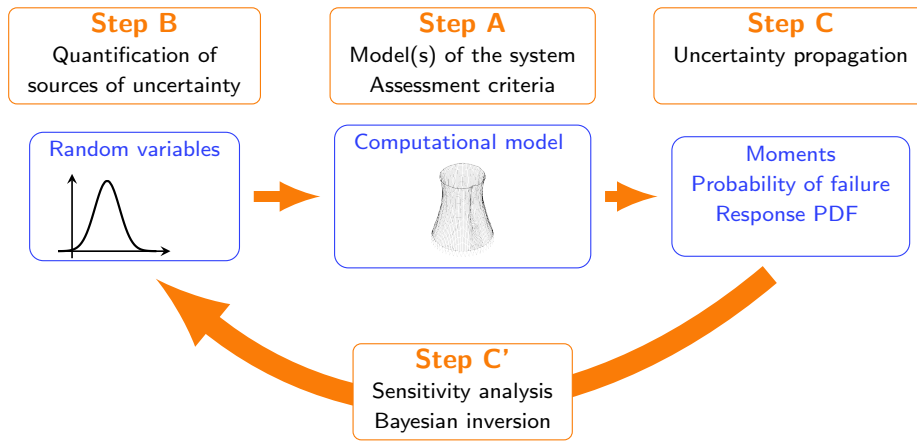 Step B
Quantification of
sources of uncertainty
Step A
Model(s) of the system
Assessment criteria
Step C
Uncertainty propagation
Random variables
Computational model
Moments
Probability of failure
Response PDF
Step C'
Sensitivity analysis
Bayesian inversion